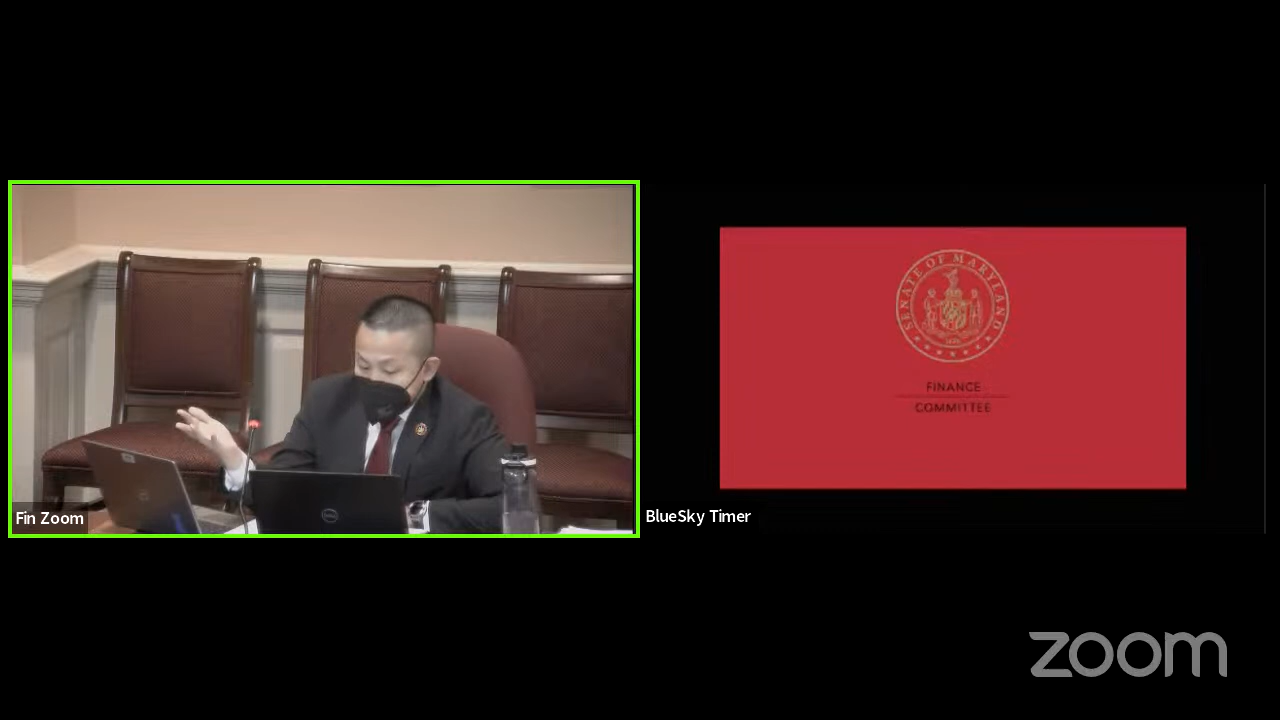 SENATE OF MARYLAND
FINANCE
COMMITTEE
Fin Zoom
BlueSky Timer
zoom